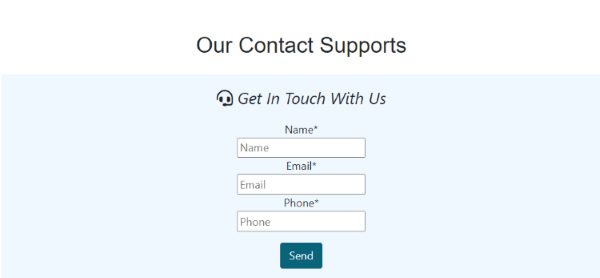 Our Contact Supports
Get In Touch With Us
Name*
Name
Email*
Email
Phone*
Phone
Send